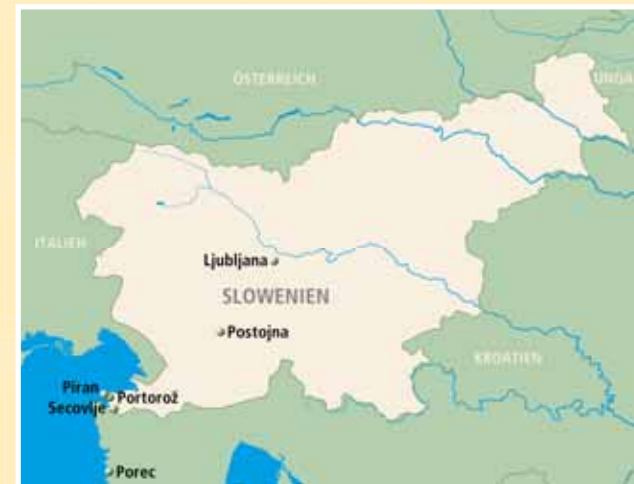 ÖSTERREICH
UNGA
ITALIEN
Ljubljana
SLOWENIEN
Postojna
KROATIEN
Piran
Portorož
Secovlje
Porec